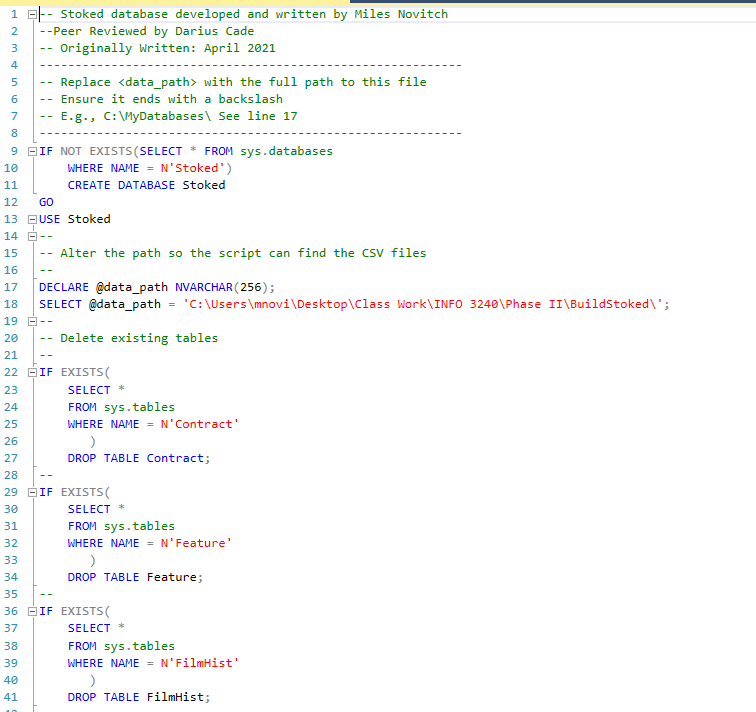 1 -- Stoked database developed and written by Miles Novitch
2 --Peer Reviewed by Darius Cade
3 -- Originally Written: April 2021
4 -----------------------------------------------------------
5 -- Replace <data_path> with the full path to this file
6 -- Ensure it ends with a backslash
7 -- E.g., C:\MyDatabases\ See line 17
8 -----------------------------------------------------------
9 IF NOT EXISTS(SELECT * FROM sys.databases
10 WHERE NAME = N'Stoked')
11 CREATE DATABASE Stoked
12 GO
13 USE Stoked
14 --
15 -- Alter the path so the script can find the CSV files
16 --
17 DECLARE @data_path NVARCHAR(256);
18 SELECT @data_path = 'C:\Users\mnovi\Desktop\Class Work\INFO 3240\Phase II\BuildStoked\';
19 --
20 -- Delete existing tables
21 --
22 IF EXISTS(
23 SELECT *
24 FROM sys.tables
25 WHERE NAME = N'Contract'
26 )
27 DROP TABLE Contract;
28 --
29 IF EXISTS(
30 SELECT *
31 FROM sys.tables
32 WHERE NAME = N'Feature'
33 )
34 DROP TABLE Feature;
35 --
36 IF EXISTS(
37 SELECT *
38 FROM sys.tables
39 WHERE NAME = N'FilmHist'
40 )
41 DROP TABLE FilmHist;